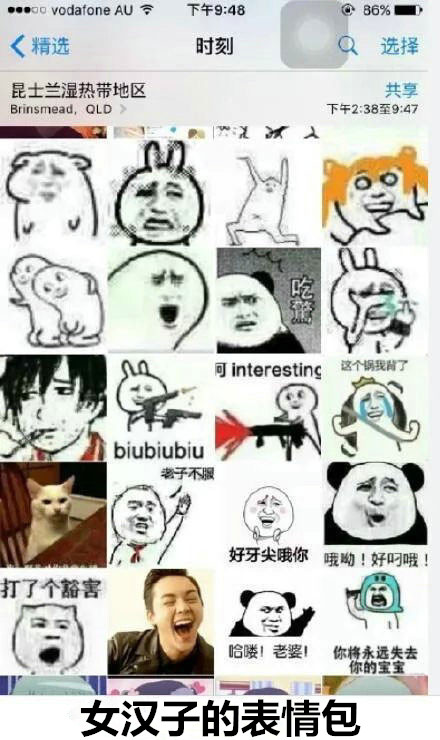 vodafone AU
下午9:48
86%
精选
时刻
选择
昆士兰湿热带地区
共享
Brinsmead, QLD
下午2:38至9:47
吃驚
biubiubiu
阿 interesting
这个锅我背了
老子不服
好牙尖哦你
哦呦！好叼哦！
打了个豁害
哈喽！老婆！
你将永远失去
你的宝宝
女汉子的表情包